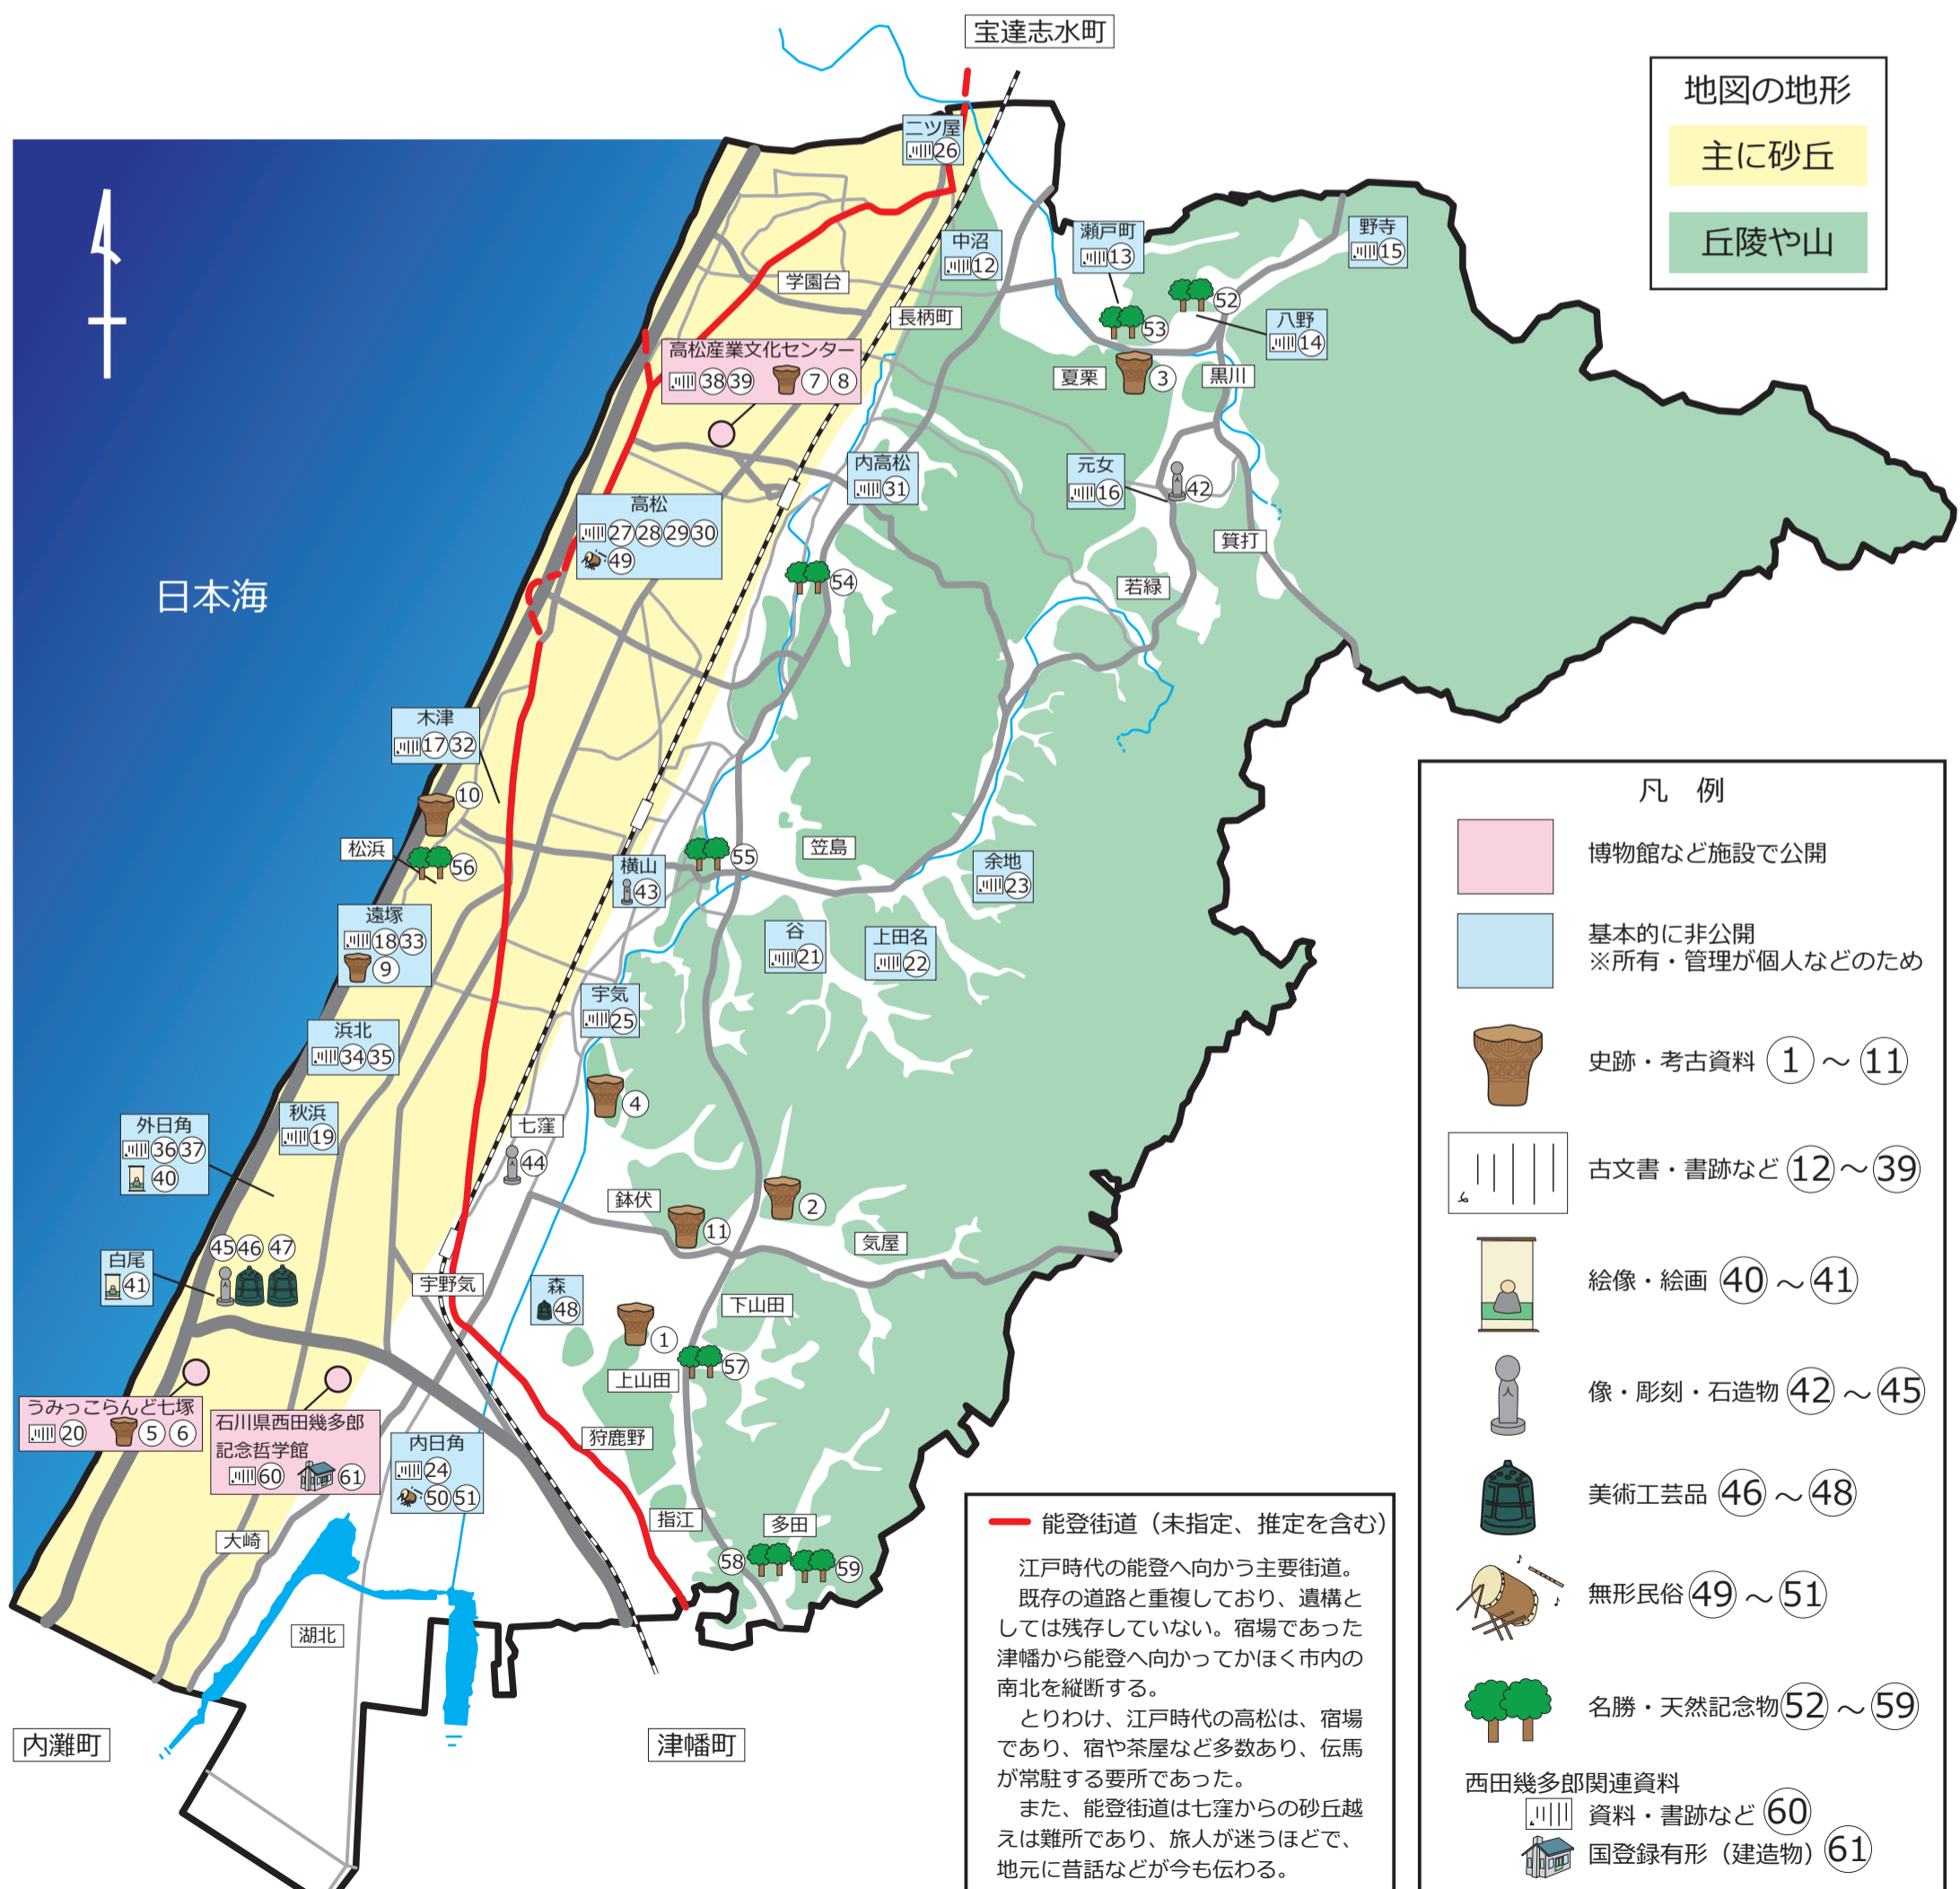 宝達志水町
地図の地形
主に砂丘
丘陵や山
二ツ屋
26
中沼
12
瀬戸町
13
野寺
15
学園台
長柄町
52
53
八野
14
高松産業文化センター
38 39 7 8
夏栗
3
黒川
内高松
31
元女
16
42
高松
27 28 29 30
49
箕打
54
若緑
日本海
木津
17 32
10
松浜
56
横山
43
55
笠島
余地
23
遠塚
18 33
9
谷
21
上田名
22
宇気
25
浜北
34 35
4
秋浜
19
外日角
36 37
40
七窪
44
鉢伏
11
2
気屋
45 46 47
白尾
41
宇野気
森
48
下山田
1
57
上山田
うみっこらんど七塚
20 5 6
石川県西田幾多郎
記念哲学館
60 61
内日角
24
50 51
狩鹿野
指江
多田
58
59
大崎
湖北
内灘町
津幡町
能登街道（未指定、推定を含む）
江戸時代の能登へ向かう主要街道。
既存の道路と重複しており、遺構と
しては残存していない。宿場であった
津幡から能登へ向かってかほく市内の
南北を縦断する。
とりわけ、江戸時代の高松は、宿場
であり、宿や茶屋など多数あり、伝馬
が常駐する要所であった。
また、能登街道は七窪からの砂丘越
えは難所であり、旅人が迷うほどで、
地元に昔話などが今も伝わる。
凡　例
博物館など施設で公開
基本的に非公開
※所有・管理が個人などのため
史跡・考古資料 1 ～ 11
古文書・書跡など 12 ～ 39
絵像・絵画 40 ～ 41
像・彫刻・石造物 42 ～ 45
美術工芸品 46 ～ 48
無形民俗 49 ～ 51
名勝・天然記念物 52 ～ 59
西田幾多郎関連資料
資料・書跡など 60
国登録有形（建造物） 61